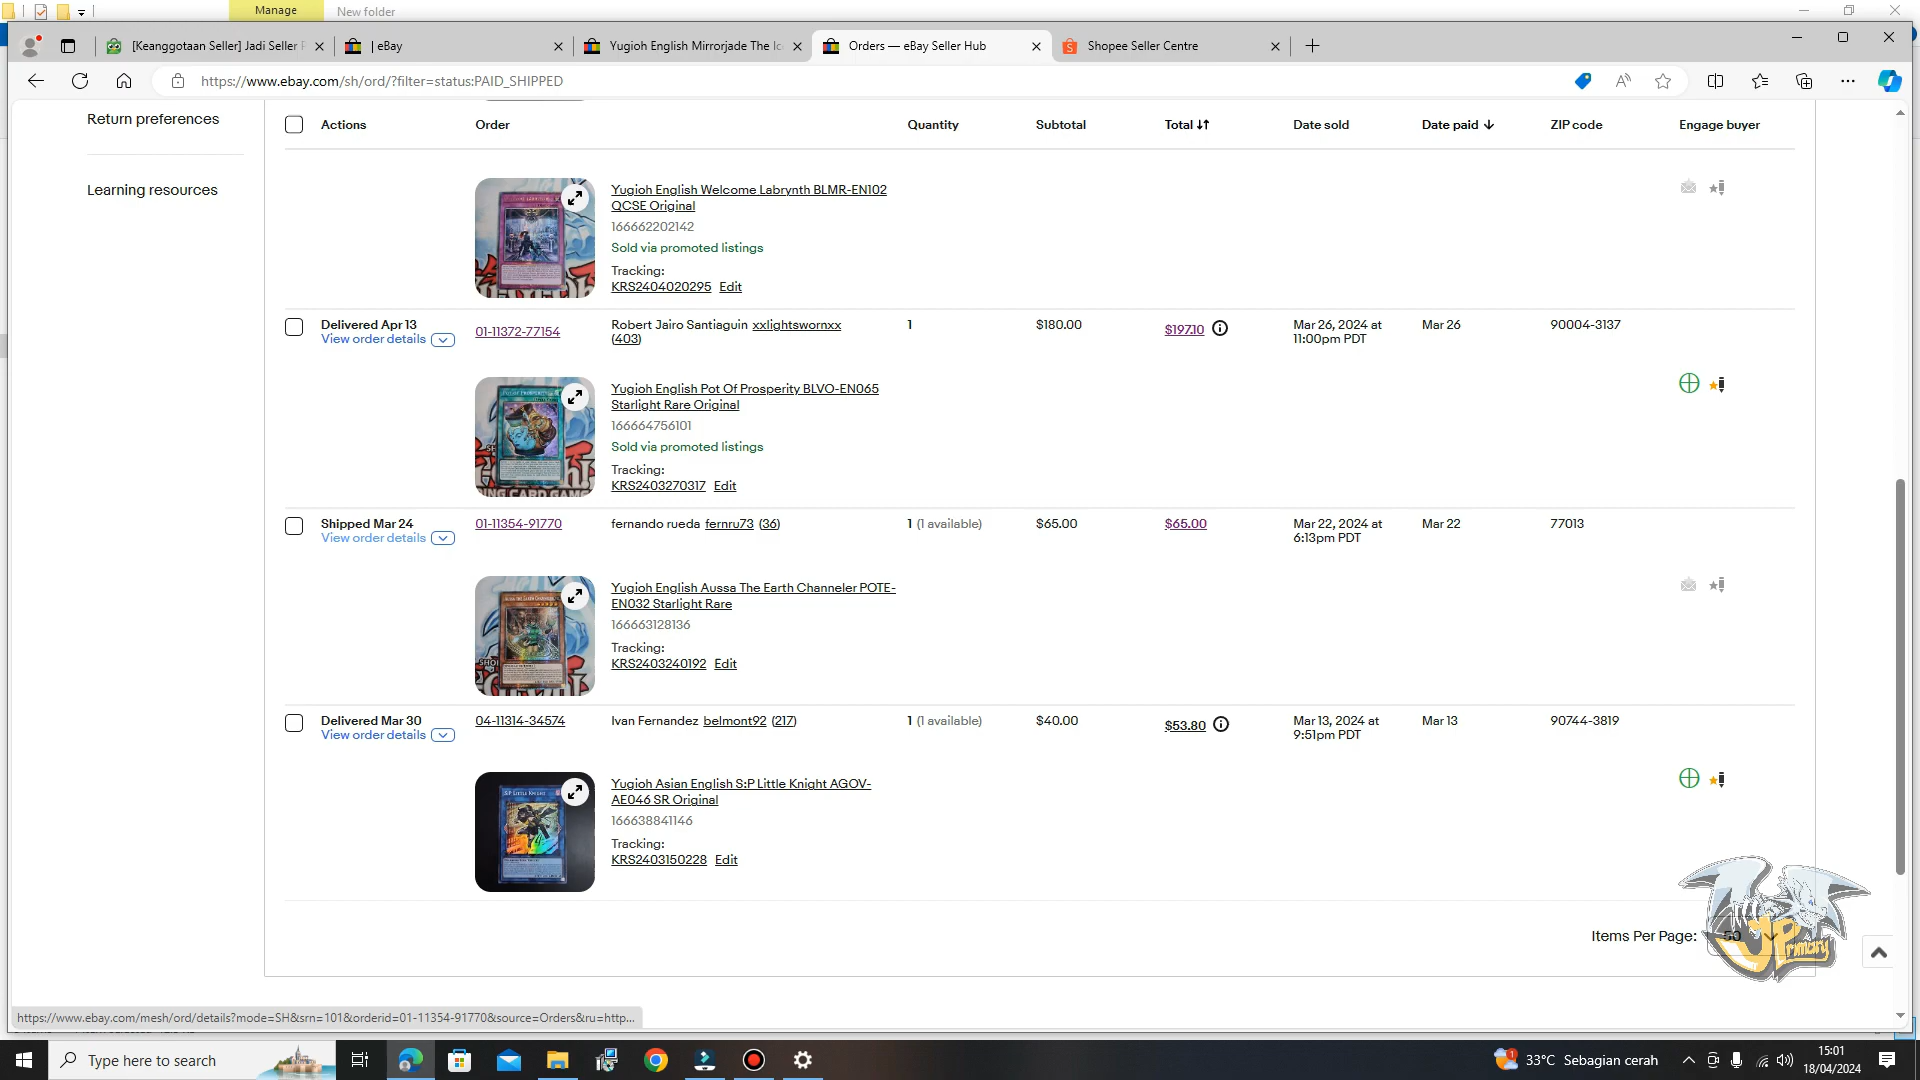 Manage
New folder
[Keanggotaan Seller] Jadi Seller
| eBay
Yugioh English Mirrorjade The Ic
Orders — eBay Seller Hub
Shopee Seller Centre
https://www.ebay.com/sh/ord/?filter=status:PAID_SHIPPED
Return preferences
Learning resources
Actions
Order
Quantity
Subtotal
Total
Date sold
Date paid
ZIP code
Engage buyer
Yugioh English Welcome Labrynth BLMR-EN102
QCSE Original
166662202142
Sold via promoted listings
Tracking:
KRS2404020295 Edit
Delivered Apr 13
View order details
01-11372-77154
Robert Jairo Santiaguin xxlightswornxx
(403)
1
$180.00
$197.10
Mar 26, 2024 at
11:00pm PDT
Mar 26
90004-3137
Yugioh English Pot Of Prosperity BLVO-EN065
Starlight Rare Original
166664756101
Sold via promoted listings
Tracking:
KRS2403270317 Edit
Shipped Mar 24
View order details
01-11354-91770
fernando rueda fernru73 (36)
1 (1 available)
$65.00
$65.00
Mar 22, 2024 at
6:13pm PDT
Mar 22
77013
Yugioh English Aussa The Earth Channeler POTE-
EN032 Starlight Rare
166663128136
Tracking:
KRS2403240192 Edit
Delivered Mar 30
View order details
04-11314-34574
Ivan Fernandez belmont92 (217)
1 (1 available)
$40.00
$53.80
Mar 13, 2024 at
9:51pm PDT
Mar 13
90744-3819
Yugioh Asian English S:P Little Knight AGOV-
AE046 SR Original
166638841146
Tracking:
KRS2403150228 Edit
Items Per Page: 50
Primary
https://www.ebay.com/mesh/ord/details?mode=SH&srn=101&orderid=01-11354-91770&source=Orders&ru=http...
Type here to search
33°C Sebagian cerah
15:01
18/04/2024